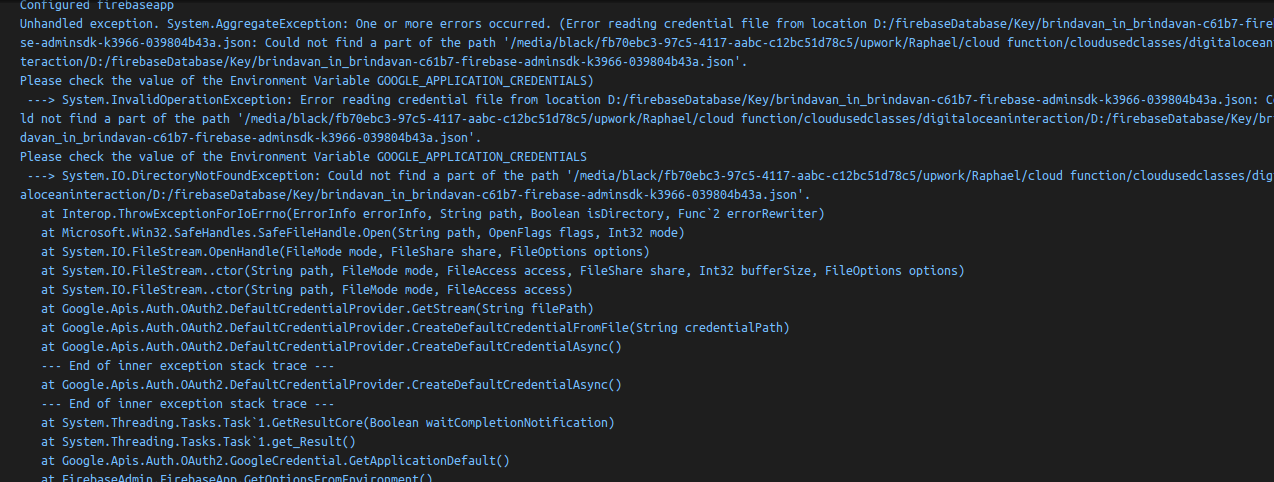 Configured firebaseapp
Unhandled exception. System.AggregateException: One or more errors occurred. (Error reading credential file from location D:/firebaseDatabase/Key/brindavan_in_brindavan-c61b7-fire
se-adminsdk-k3966-039804b43a.json: Could not find a part of the path '/media/black/fb70ebc3-97c5-4117-aabc-c12bc51d78c5/upwork/Raphael/cloud function/cloudusedclasses/digitalocean
teraction/D:/firebaseDatabase/Key/brindavan_in_brindavan-c61b7-firebase-adminsdk-k3966-039804b43a.json'.
Please check the value of the Environment Variable GOOGLE_APPLICATION_CREDENTIALS)
 ---> System.InvalidOperationException: Error reading credential file from location D:/firebaseDatabase/Key/brindavan_in_brindavan-c61b7-firebase-adminsdk-k3966-039804b43a.json: C
ld not find a part of the path '/media/black/fb70ebc3-97c5-4117-aabc-c12bc51d78c5/upwork/Raphael/cloud function/cloudusedclasses/digitaloceaninteraction/D:/firebaseDatabase/Key/br
davan_in_brindavan-c61b7-firebase-adminsdk-k3966-039804b43a.json'.
Please check the value of the Environment Variable GOOGLE_APPLICATION_CREDENTIALS
 ---> System.IO.DirectoryNotFoundException: Could not find a part of the path '/media/black/fb70ebc3-97c5-4117-aabc-c12bc51d78c5/upwork/Raphael/cloud function/cloudusedclasses/dig
aloceaninteraction/D:/firebaseDatabase/Key/brindavan_in_brindavan-c61b7-firebase-adminsdk-k3966-039804b43a.json'.
   at Interop.ThrowExceptionForIoErrno(ErrorInfo errorInfo, String path, Boolean isDirectory, Func`2 errorRewriter)
   at Microsoft.Win32.SafeHandles.SafeFileHandle.Open(String path, OpenFlags flags, Int32 mode)
   at System.IO.FileStream.OpenHandle(FileMode mode, FileShare share, FileOptions options)
   at System.IO.FileStream..ctor(String path, FileMode mode, FileAccess access, FileShare share, Int32 bufferSize, FileOptions options)
   at System.IO.FileStream..ctor(String path, FileMode mode, FileAccess access)
   at Google.Apis.Auth.OAuth2.DefaultCredentialProvider.GetStream(String filePath)
   at Google.Apis.Auth.OAuth2.DefaultCredentialProvider.CreateDefaultCredentialFromFile(String credentialPath)
   at Google.Apis.Auth.OAuth2.DefaultCredentialProvider.CreateDefaultCredentialAsync()
   --- End of inner exception stack trace ---
   at Google.Apis.Auth.OAuth2.DefaultCredentialProvider.CreateDefaultCredentialAsync()
   --- End of inner exception stack trace ---
   at System.Threading.Tasks.Task`1.GetResultCore(Boolean waitCompletionNotification)
   at System.Threading.Tasks.Task`1.get_Result()
   at Google.Apis.Auth.OAuth2.GoogleCredential.GetApplicationDefault()
   at FirebaseAdmin.FirebaseApp.GetOptionsFromEnvironment()